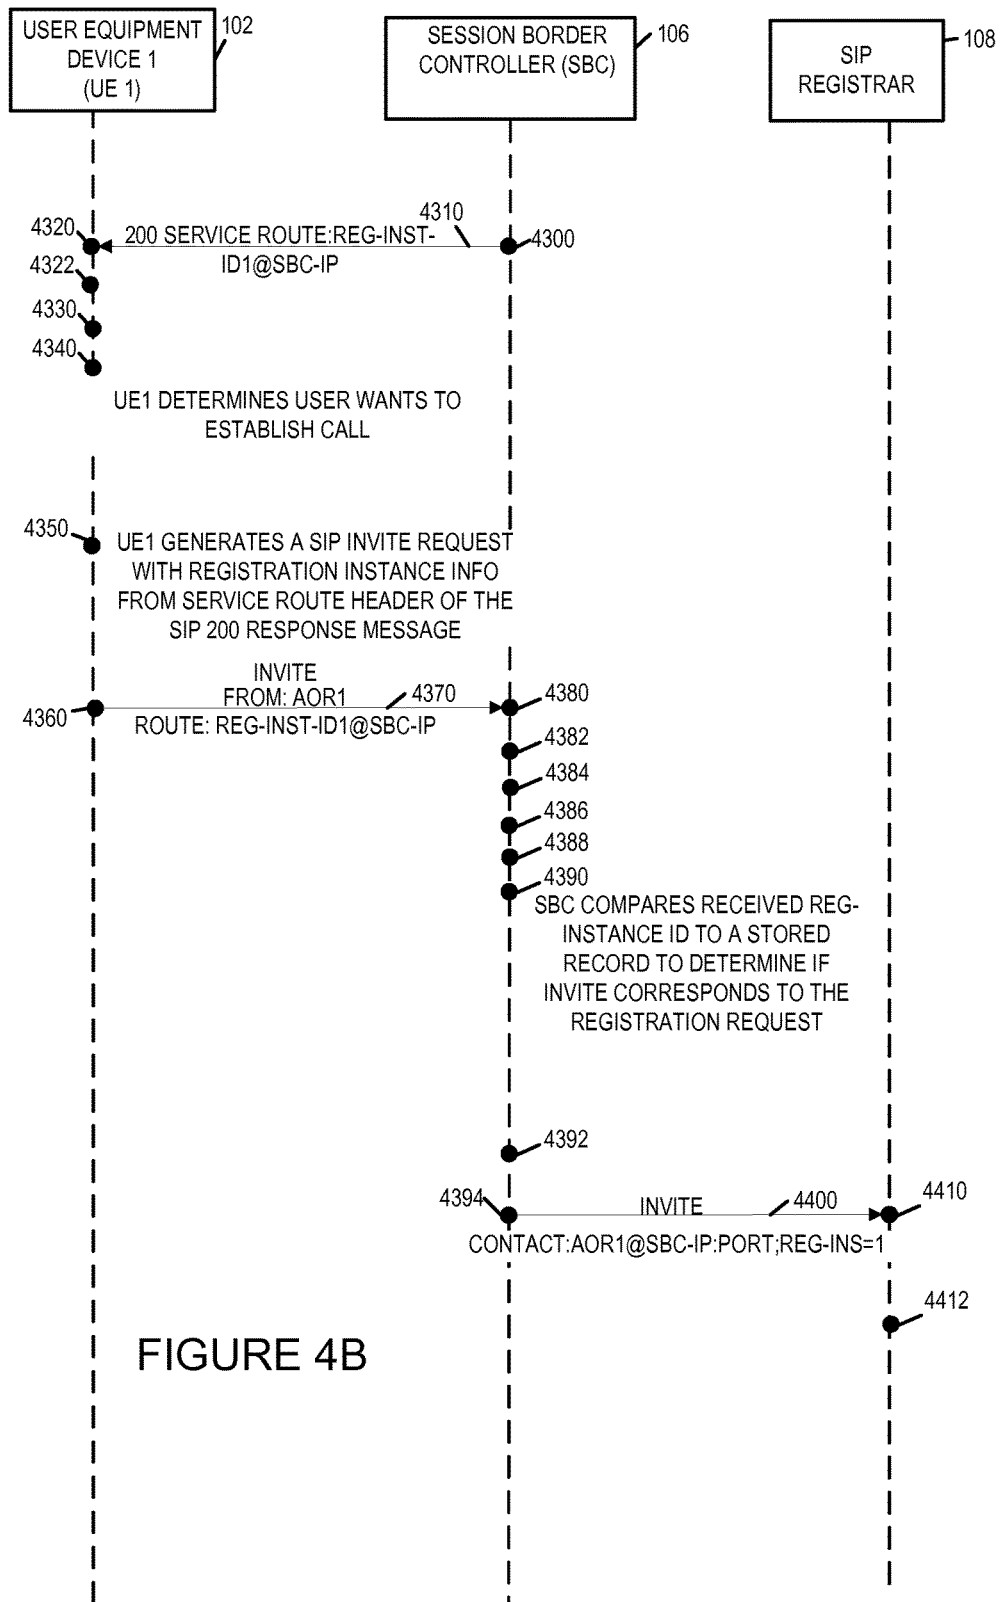 USER EQUIPMENT
DEVICE 1
(UE 1)
102
SESSION BORDER
CONTROLLER (SBC)
106
SIP
REGISTRAR
108
4320
200 SERVICE ROUTE:REG-INST-
ID1@SBC-IP
4310
4300
4322
4330
4340
UE1 DETERMINES USER WANTS TO
ESTABLISH CALL
4350
UE1 GENERATES A SIP INVITE REQUEST
WITH REGISTRATION INSTANCE INFO
FROM SERVICE ROUTE HEADER OF THE
SIP 200 RESPONSE MESSAGE
4360
INVITE
FROM: AOR1
ROUTE: REG-INST-ID1@SBC-IP
4370
4380
4382
4384
4386
4388
4390
SBC COMPARES RECEIVED REG-
INSTANCE ID TO A STORED
RECORD TO DETERMINE IF
INVITE CORRESPONDS TO THE
REGISTRATION REQUEST
4392
4394
INVITE
4400
4410
CONTACT:AOR1@SBC-IP:PORT;REG-INS=1
4412
FIGURE 4B